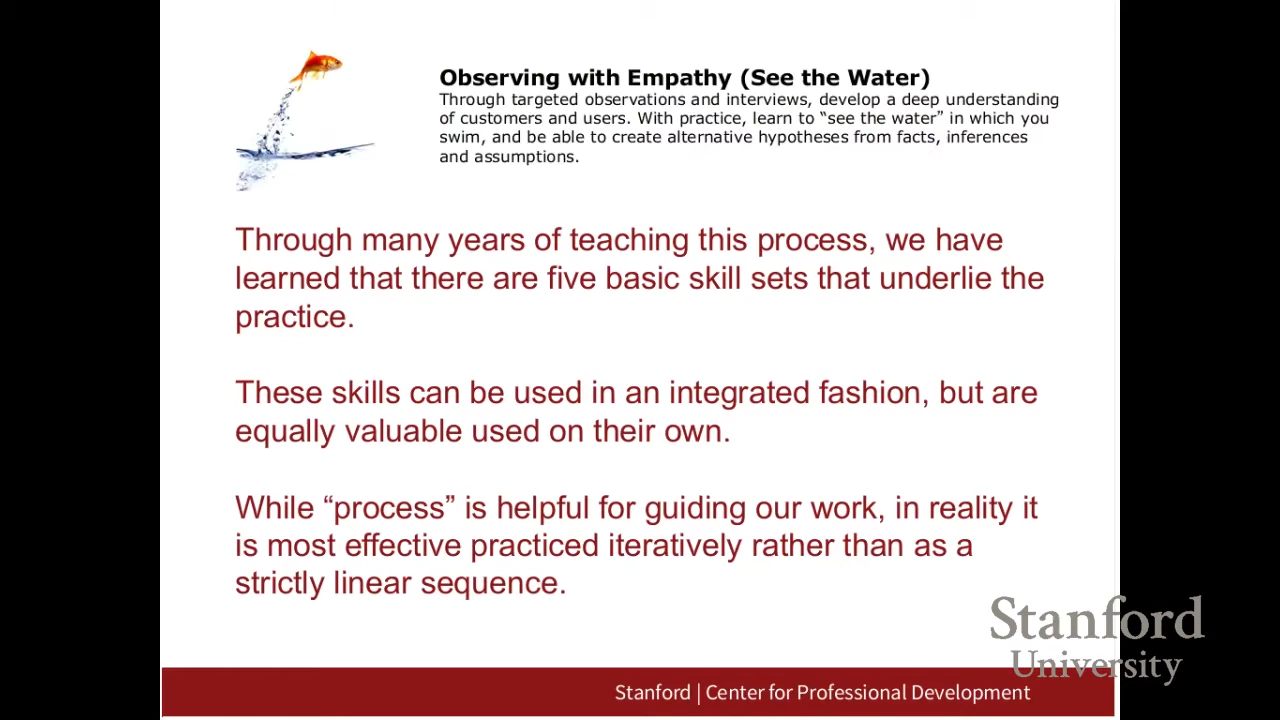 Observing with Empathy (See the Water)
Through targeted observations and interviews, develop a deep understanding
of customers and users. With practice, learn to “see the water” in which you
swim, and be able to create alternative hypotheses from facts, inferences
and assumptions.
Through many years of teaching this process, we have
learned that there are five basic skill sets that underlie the
practice.
These skills can be used in an integrated fashion, but are
equally valuable used on their own.
While “process” is helpful for guiding our work, in reality it
is most effective practiced iteratively rather than as a
strictly linear sequence.
Stanford
University
Stanford | Center for Professional Development